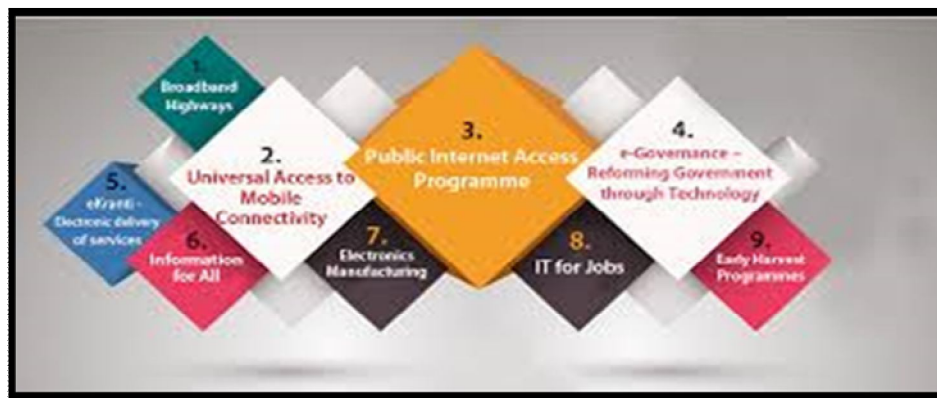 1.
Broadband
Highways
2.
Universal Access to
Mobile
Connectivity
3.
Public Internet Access
Programme
4.
e-Governance –
Reforming Government
through Technology
5.
eKranti -
Electronic delivery
of services
6.
Information
for All
7.
Electronics
Manufacturing
8.
IT for Jobs
9.
Early Harvest
Programmes